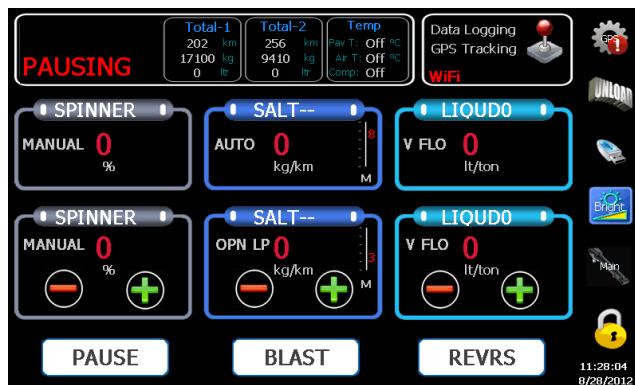 PAUSING
Total-1
202 km
17100 kg
0 ltr
Total-2
256 km
9410 kg
0 ltr
Temp
Pav T: Off ºC
Air T: Off ºC
Comp: Off
Data Logging
GPS Tracking
WiFi
GPS
SPINNER
MANUAL 0
%
SALT--
AUTO 0
kg/km
8
M
LIQUD0
V FLO 0
lt/ton
UNLOAD
SPINNER
MANUAL 0
%
SALT--
OPN LP 0
kg/km
3
M
LIQUD0
V FLO 0
lt/ton
Bright
Main
PAUSE
BLAST
REVRS
11:28:04
8/28/2012